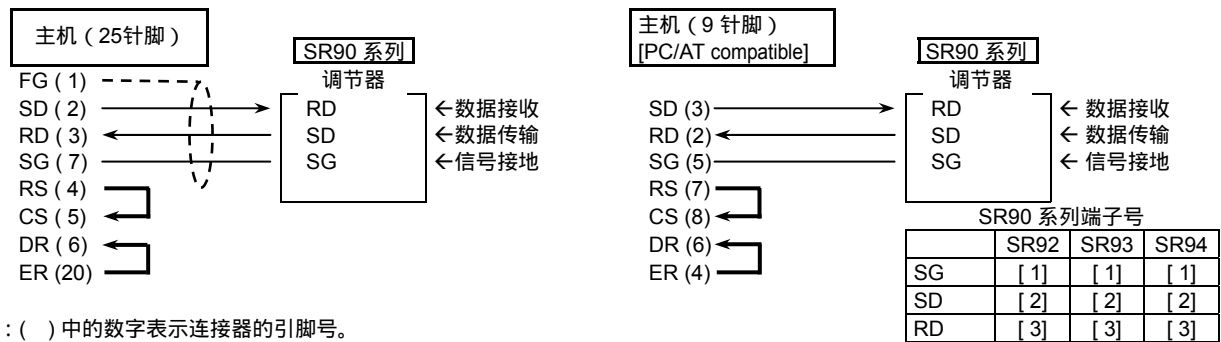 主机（25针脚）
SR90 系列
调节器
FG ( 1)
SD ( 2)
RD ( 3)
SG ( 7)
RS ( 4)
CS ( 5)
DR ( 6)
ER (20)
RD ←数据接收
SD ←数据传输
SG ←信号接地
: (   ) 中的数字表示连接器的引脚号。
主机（9 针脚）
[PC/AT compatible]
SR90 系列
调节器
SD (3)
RD (2)
SG (5)
RS (7)
CS (8)
DR (6)
ER (4)
RD ← 数据接收
SD ← 数据传输
SG ← 信号接地
SR90 系列端子号
SR92 SR93 SR94
SG [ 1] [ 1] [ 1]
SD [ 2] [ 2] [ 2]
RD [ 3] [ 3] [ 3]